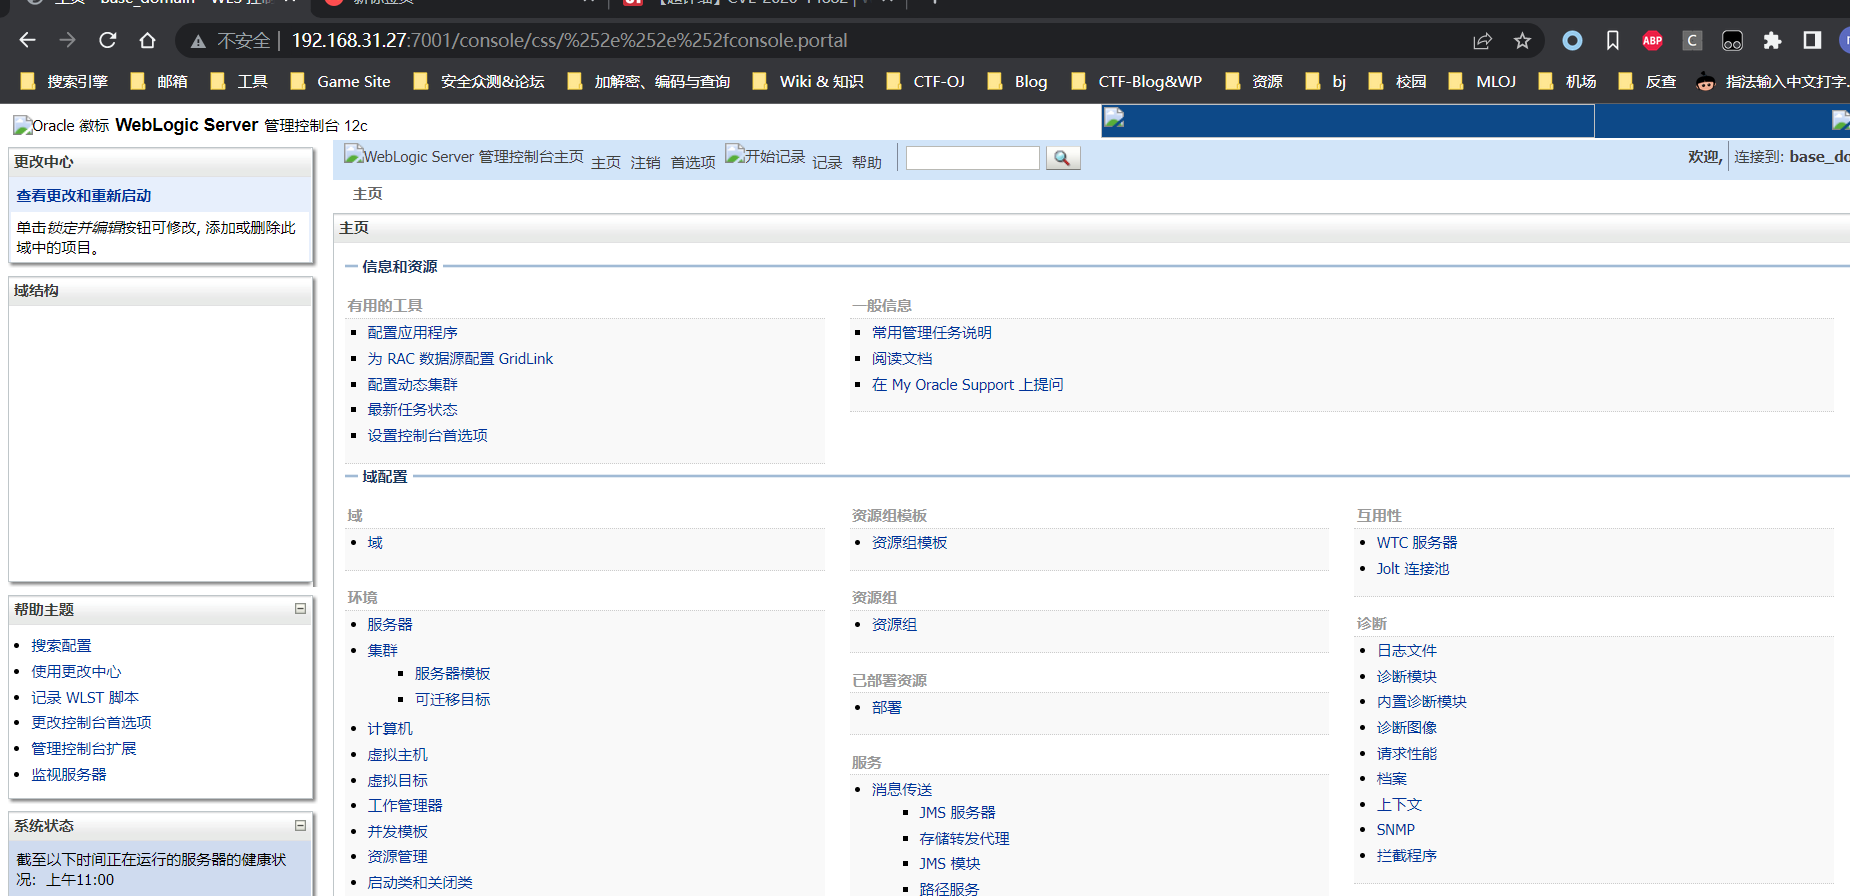 不安全 192.168.31.27:7001/console/css/%252e%252e%252fconsole.portal
ABP
C
搜索引擎 邮箱 工具 Game Site 安全众测&论坛 加解密、编码与查询 Wiki & 知识 CTF-OJ Blog CTF-Blog&WP 资源 bj 校园 MLOJ 机场 反查 指法输入中文打字
Oracle 徽标 WebLogic Server 管理控制台 12c
更改中心
查看更改和重新启动
单击锁定并编辑按钮可修改, 添加或删除此
域中的项目。
域结构
帮助主题
搜索配置
使用更改中心
记录 WLST 脚本
更改控制台首选项
管理控制台扩展
监视服务器
系统状态
截至以下时间正在运行的服务器的健康状
况: 上午11:00
WebLogic Server 管理控制台主页 主页 注销 首选项 开始记录 记录 帮助
欢迎, 连接到: base_do
主页
主页
信息和资源
有用的工具
配置应用程序
为 RAC 数据源配置 GridLink
配置动态集群
最新任务状态
设置控制台首选项
一般信息
常用管理任务说明
阅读文档
在 My Oracle Support 上提问
域配置
域
域
环境
服务器
集群
服务器模板
可迁移目标
计算机
虚拟主机
虚拟目标
工作管理器
并发模板
资源管理
启动类和关闭类
资源组模板
资源组模板
资源组
资源组
已部署资源
部署
服务
消息传送
JMS 服务器
存储转发代理
JMS 模块
路径服务
互用性
WTC 服务器
Jolt 连接池
诊断
日志文件
诊断模块
内置诊断模块
诊断图像
请求性能
档案
上下文
SNMP
拦截程序